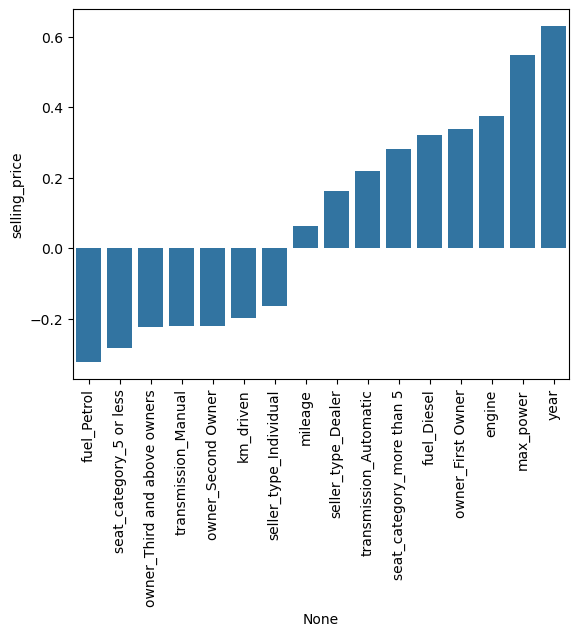 selling_price
0.6
0.4
0.2
0.0
−0.2
fuel_Petrol
seat_category_5 or less
owner_Third and above owners
transmission_Manual
owner_Second Owner
km_driven
seller_type_Individual
mileage
seller_type_Dealer
transmission_Automatic
seat_category_more than 5
fuel_Diesel
owner_First Owner
engine
max_power
year
None